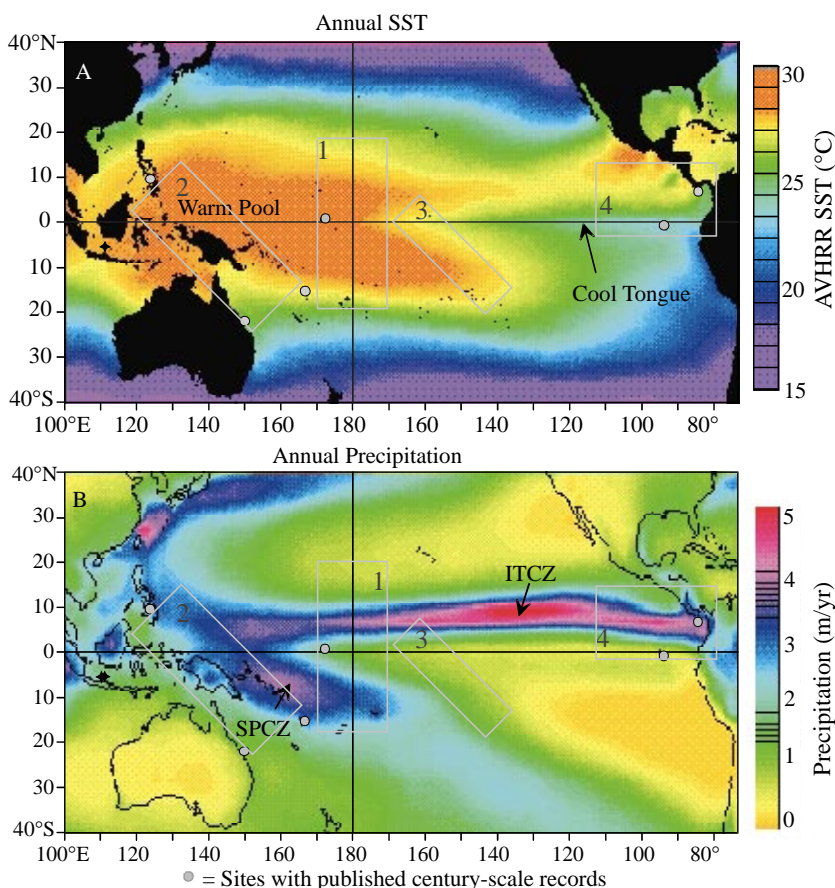 Annual SST
40°N
A
30
20
10
0
10
20
30
40°S
1
2
Warm Pool
3
4
Cool Tongue
100°E
120
140
160
180
160
140
120
100
80°
30
25
20
15
AVHRR SST (°C)
Annual Precipitation
40°N
B
30
20
10
0
10
20
30
40°S
1
ITCZ
2
3
4
SPCZ
100°E
120
140
160
180
160
140
120
100
80°
5
4
3
2
1
0
Precipitation (m/yr)
= Sites with published century-scale records